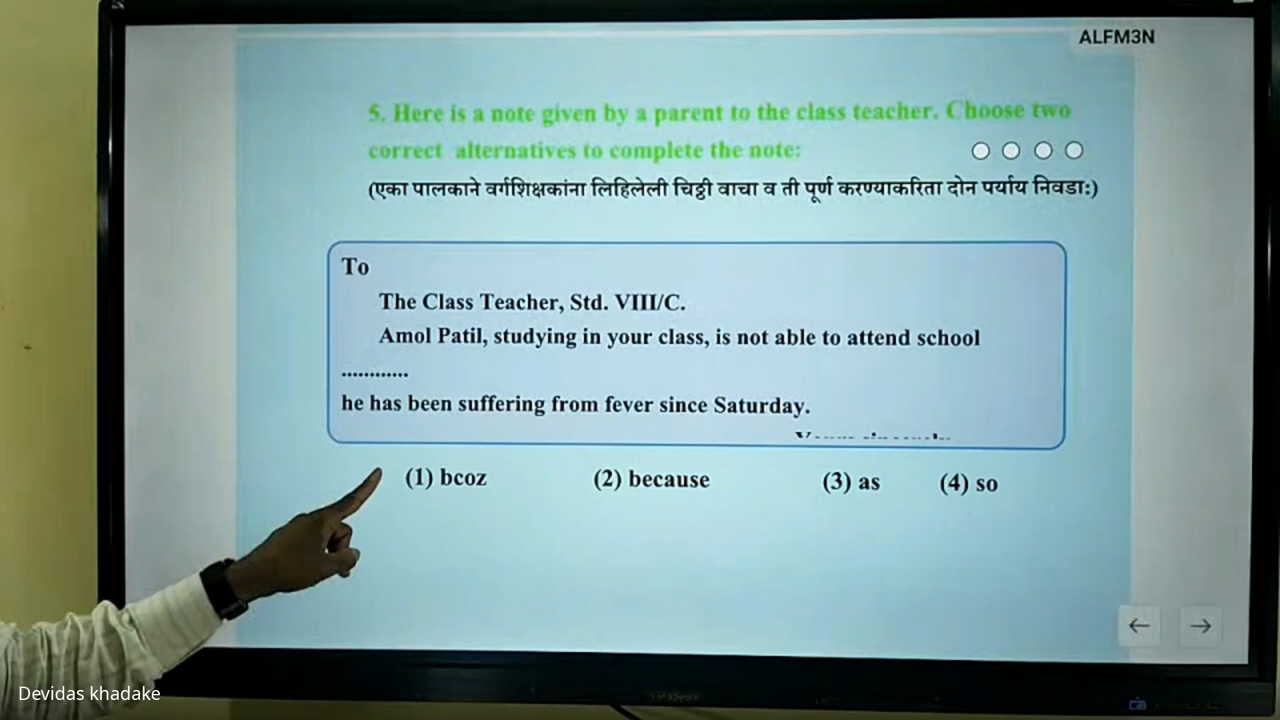 ALFM3N
5. Here is a note given by a parent to the class teacher. Choose two
correct alternatives to complete the note:
(एका पालकाने वर्गशिक्षकांना लिहिलेली चिठ्ठी वाचा व ती पूर्ण करण्याकरिता दोन पर्याय निवडा:)
To
The Class Teacher, Std. VIII/C.
Amol Patil, studying in your class, is not able to attend school
............
he has been suffering from fever since Saturday.
(1) bcoz (2) because (3) as (4) so
Devidas khadake